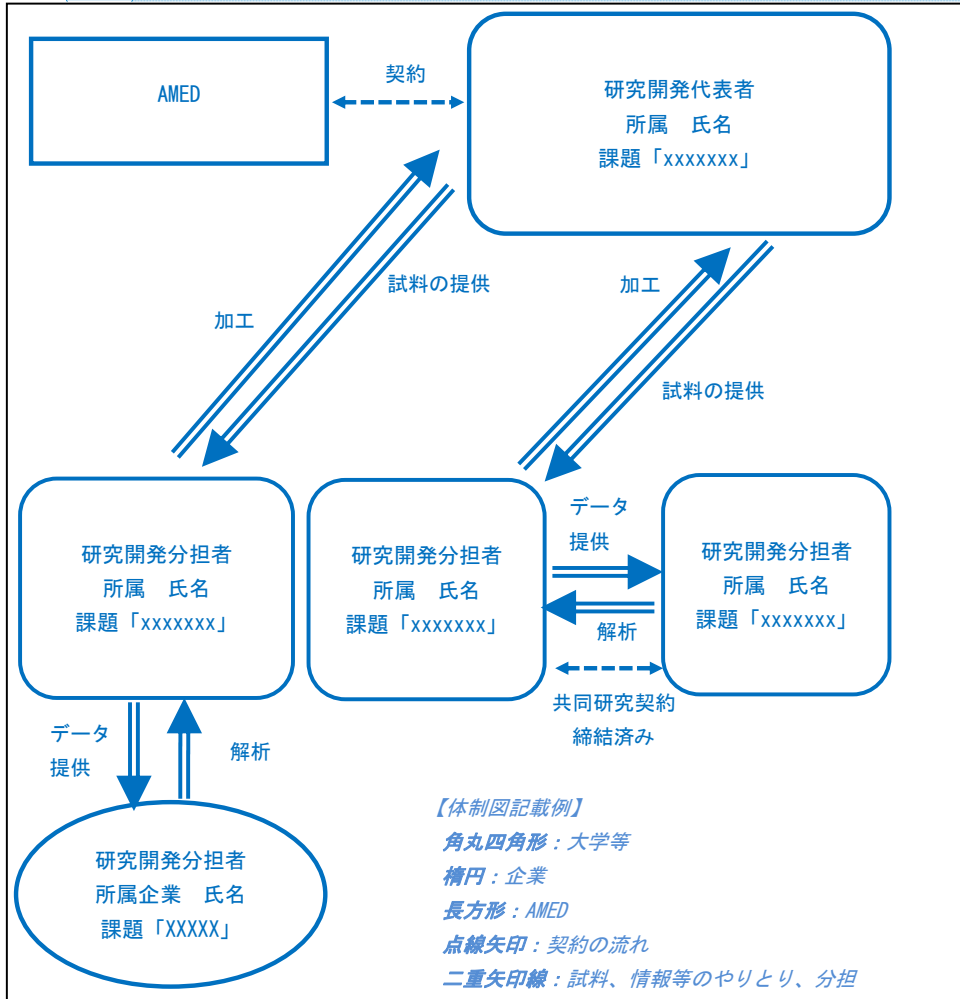 AMED
契約
研究開発代表者
所属　氏名
課題「xxxxxxx」
試料の提供
加工
加工
試料の提供
研究開発分担者
所属　氏名
課題「xxxxxxx」
研究開発分担者
所属　氏名
課題「xxxxxxx」
データ
提供
解析
共同研究契約
締結済み
研究開発分担者
所属　氏名
課題「xxxxxxx」
データ
提供
解析
研究開発分担者
所属企業　氏名
課題「XXXXX」
【体制図記載例】
角丸四角形：大学等
楕円：企業
長方形：AMED
点線矢印：契約の流れ
二重矢印線：試料、情報等のやりとり、分担